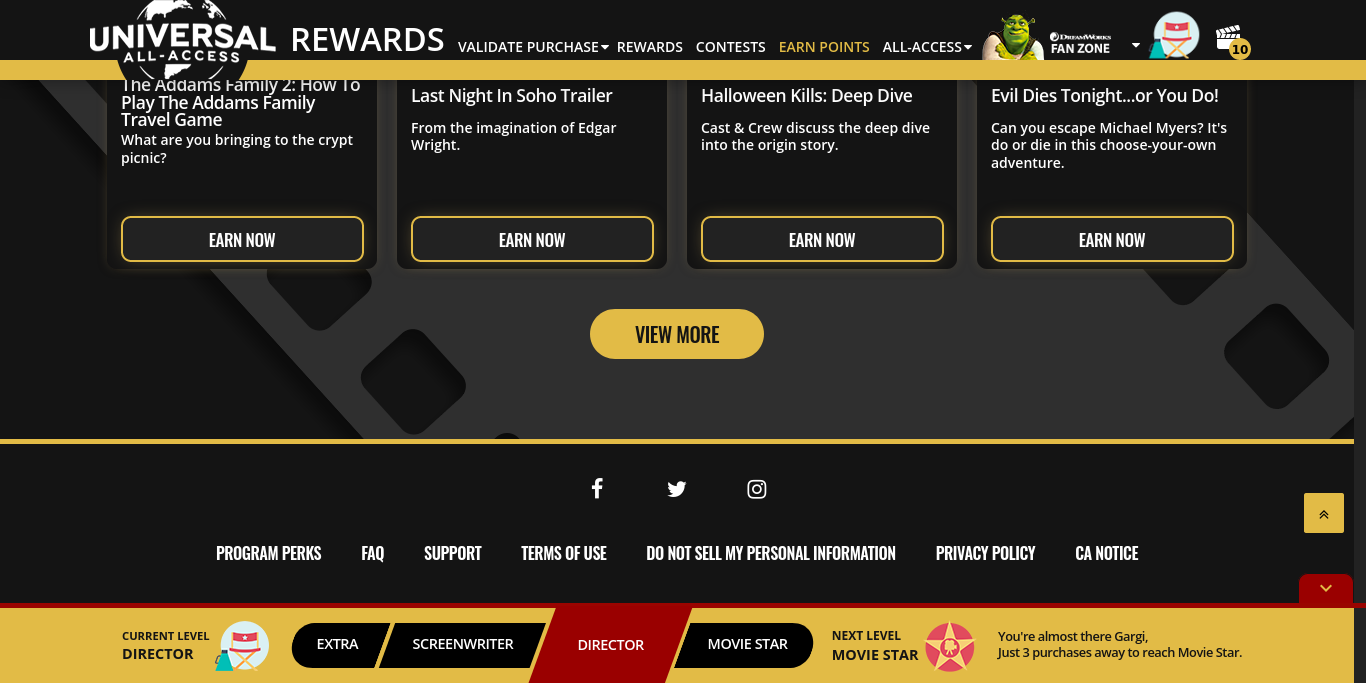 UNIVERSAL
ALL-ACCESS
REWARDS
VALIDATE PURCHASE REWARDS CONTESTS EARN POINTS ALL-ACCESS
DREAMWORKS
FAN ZONE
10
The Addams Family 2: How To
Play The Addams Family
Travel Game
What are you bringing to the crypt
picnic?
EARN NOW
Last Night In Soho Trailer
From the imagination of Edgar
Wright.
EARN NOW
Halloween Kills: Deep Dive
Cast & Crew discuss the deep dive
into the origin story.
EARN NOW
Evil Dies Tonight...or You Do!
Can you escape Michael Myers? It's
do or die in this choose-your-own
adventure.
EARN NOW
VIEW MORE
PROGRAM PERKS FAQ SUPPORT TERMS OF USE DO NOT SELL MY PERSONAL INFORMATION PRIVACY POLICY CA NOTICE
CURRENT LEVEL
DIRECTOR
EXTRA SCREENWRITER DIRECTOR MOVIE STAR
NEXT LEVEL
MOVIE STAR
You're almost there Gargi,
Just 3 purchases away to reach Movie Star.